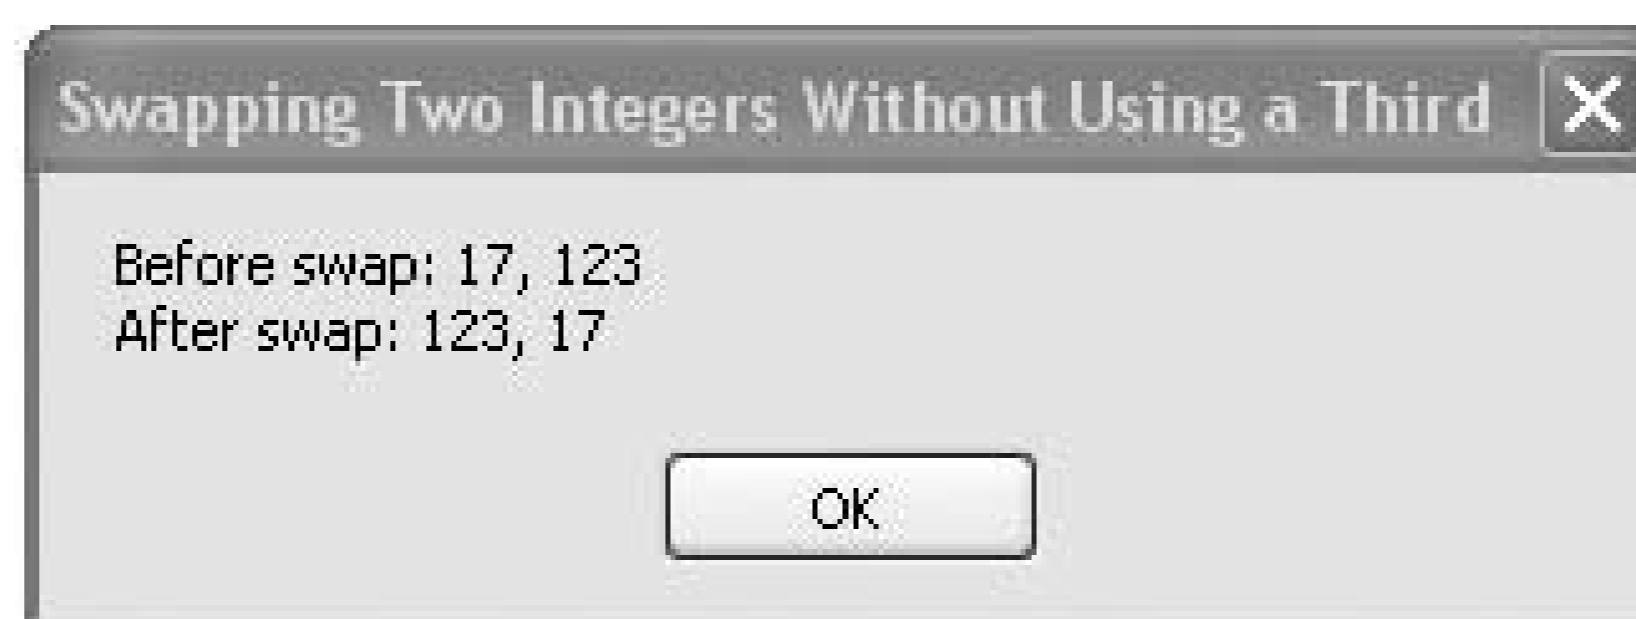 Swapping Two Integers Without Using a Third
Before swap: 17, 123
After swap: 123, 17
OK